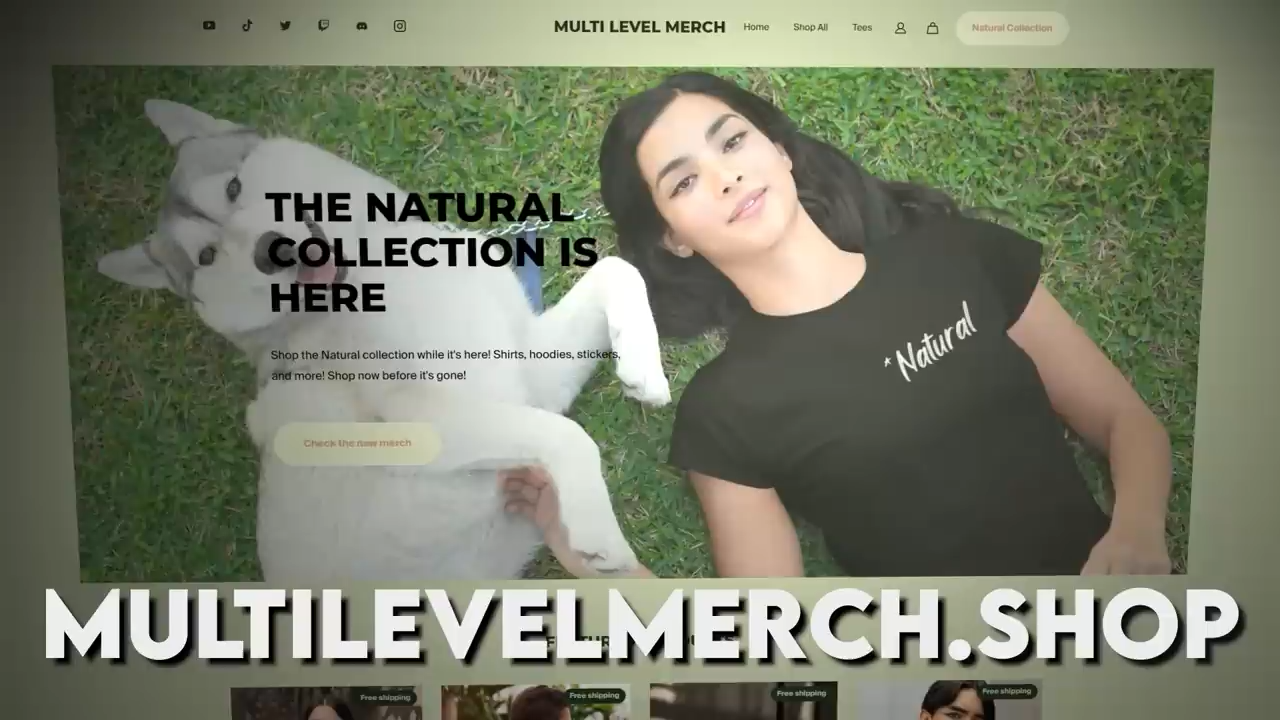 MULTI LEVEL MERCH
Home
Shop All
Tees
Natural Collection
THE NATURAL
COLLECTION IS
HERE
Shop the Natural collection while it's here! Shirts, hoodies, stickers,
and more! Shop now before it's gone!
Check the new merch
*Natural
MULTILEVELMERCH.SHOP
Free shipping
Free shipping
Free shipping
Free shipping